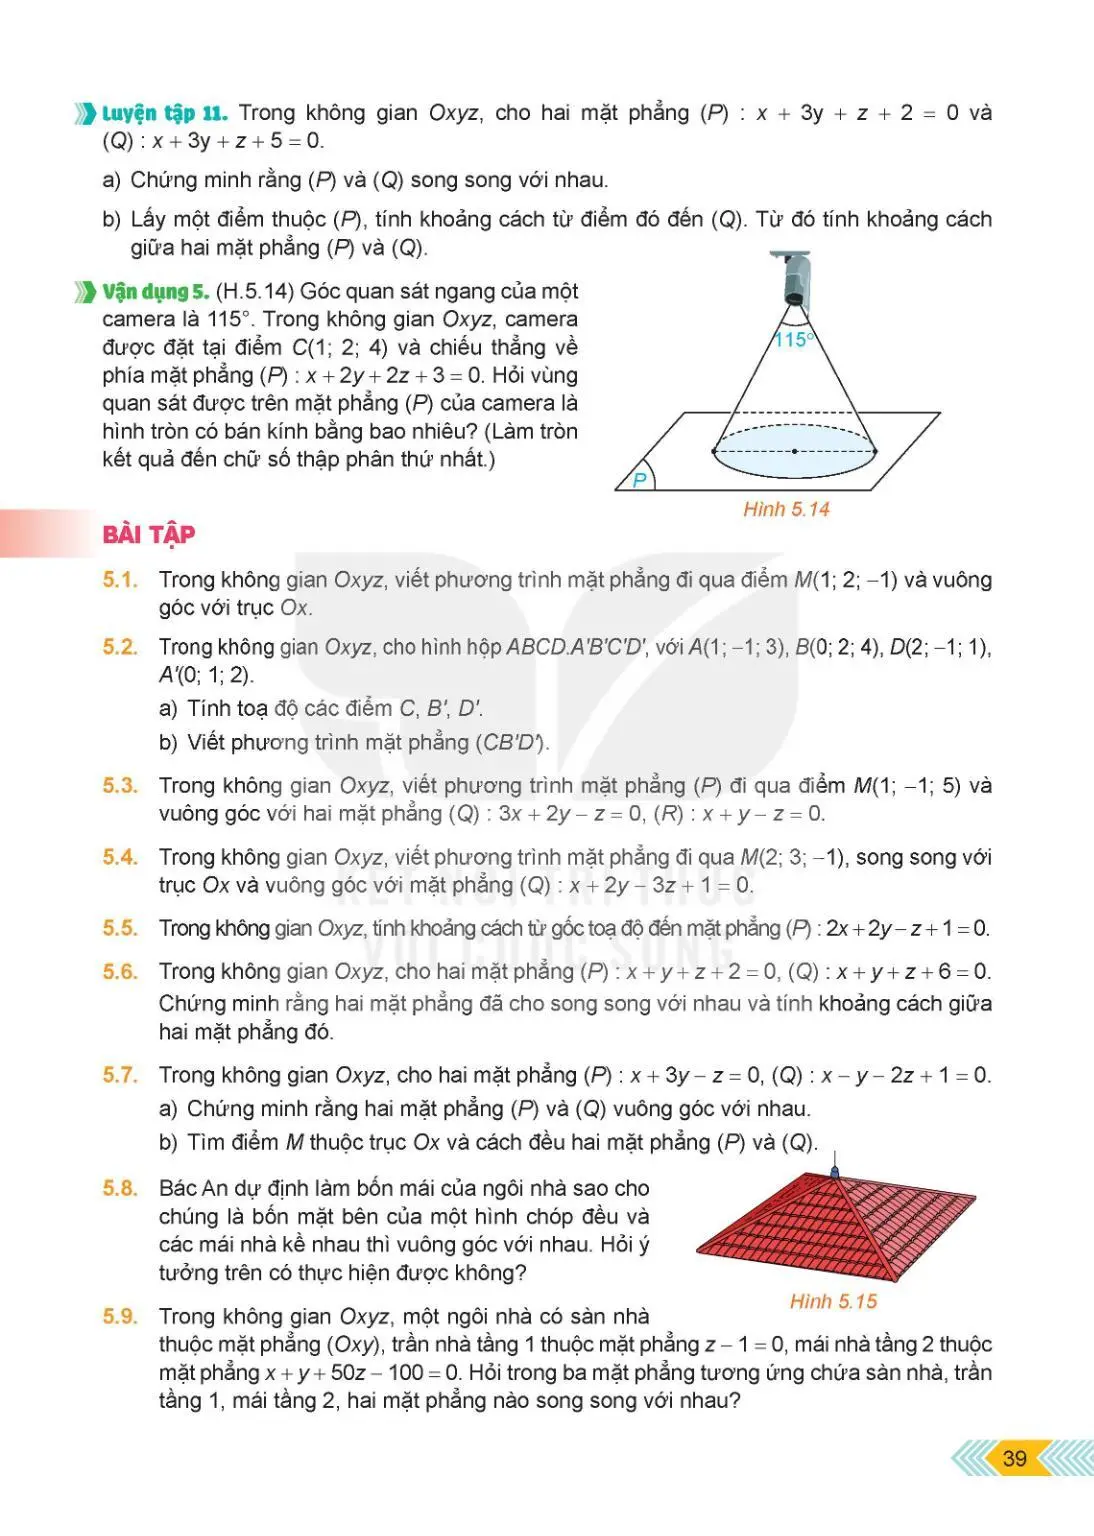 Luyện tập 11. Trong không gian Oxyz, cho hai mặt phẳng (P) : x + 3y + z + 2 = 0 và
(Q) : x + 3y + z + 5 = 0.
a) Chứng minh rằng (P) và (Q) song song với nhau.
b) Lấy một điểm thuộc (P), tính khoảng cách từ điểm đó đến (Q). Từ đó tính khoảng cách
giữa hai mặt phẳng (P) và (Q).
Vận dụng 5. (H.5.14) Góc quan sát ngang của một
camera là 115°. Trong không gian Oxyz, camera
được đặt tại điểm C(1; 2; 4) và chiếu thẳng về
phía mặt phẳng (P) : x + 2y + 2z + 3 = 0. Hỏi vùng
quan sát được trên mặt phẳng (P) của camera là
hình tròn có bán kính bằng bao nhiêu? (Làm tròn
kết quả đến chữ số thập phân thứ nhất.)
115°
P
Hình 5.14
BÀI TẬP
5.1. Trong không gian Oxyz, viết phương trình mặt phẳng đi qua điểm M(1; 2; –1) và vuông
góc với trục Ox.
5.2. Trong không gian Oxyz, cho hình hộp ABCD.A'B'C'D', với A(1; –1; 3), B(0; 2; 4), D(2; –1; 1),
A'(0; 1; 2).
a) Tính toạ độ các điểm C, B', D'.
b) Viết phương trình mặt phẳng (CB'D').
5.3. Trong không gian Oxyz, viết phương trình mặt phẳng (P) đi qua điểm M(1; –1; 5) và
vuông góc với hai mặt phẳng (Q) : 3x + 2y – z = 0, (R) : x + y – z = 0.
5.4. Trong không gian Oxyz, viết phương trình mặt phẳng đi qua M(2; 3; –1), song song với
trục Ox và vuông góc với mặt phẳng (Q) : x + 2y – 3z + 1 = 0.
5.5. Trong không gian Oxyz, tính khoảng cách từ gốc toạ độ đến mặt phẳng (P) : 2x + 2y – z + 1 = 0.
5.6. Trong không gian Oxyz, cho hai mặt phẳng (P) : x + y + z + 2 = 0, (Q) : x + y + z + 6 = 0.
Chứng minh rằng hai mặt phẳng đã cho song song với nhau và tính khoảng cách giữa
hai mặt phẳng đó.
5.7. Trong không gian Oxyz, cho hai mặt phẳng (P) : x + 3y – z = 0, (Q) : x – y – 2z + 1 = 0.
a) Chứng minh rằng hai mặt phẳng (P) và (Q) vuông góc với nhau.
b) Tìm điểm M thuộc trục Ox và cách đều hai mặt phẳng (P) và (Q).
5.8. Bác An dự định làm bốn mái của ngôi nhà sao cho
chúng là bốn mặt bên của một hình chóp đều và
các mái nhà kề nhau thì vuông góc với nhau. Hỏi ý
tưởng trên có thực hiện được không?
Hình 5.15
5.9. Trong không gian Oxyz, một ngôi nhà có sàn nhà
thuộc mặt phẳng (Oxy), trần nhà tầng 1 thuộc mặt phẳng z – 1 = 0, mái nhà tầng 2 thuộc
mặt phẳng x + y + 50z – 100 = 0. Hỏi trong ba mặt phẳng tương ứng chứa sàn nhà, trần
tầng 1, mái tầng 2, hai mặt phẳng nào song song với nhau?
KẾT NỐI TRI THỨC
VỚI CUỘC SỐNG
39